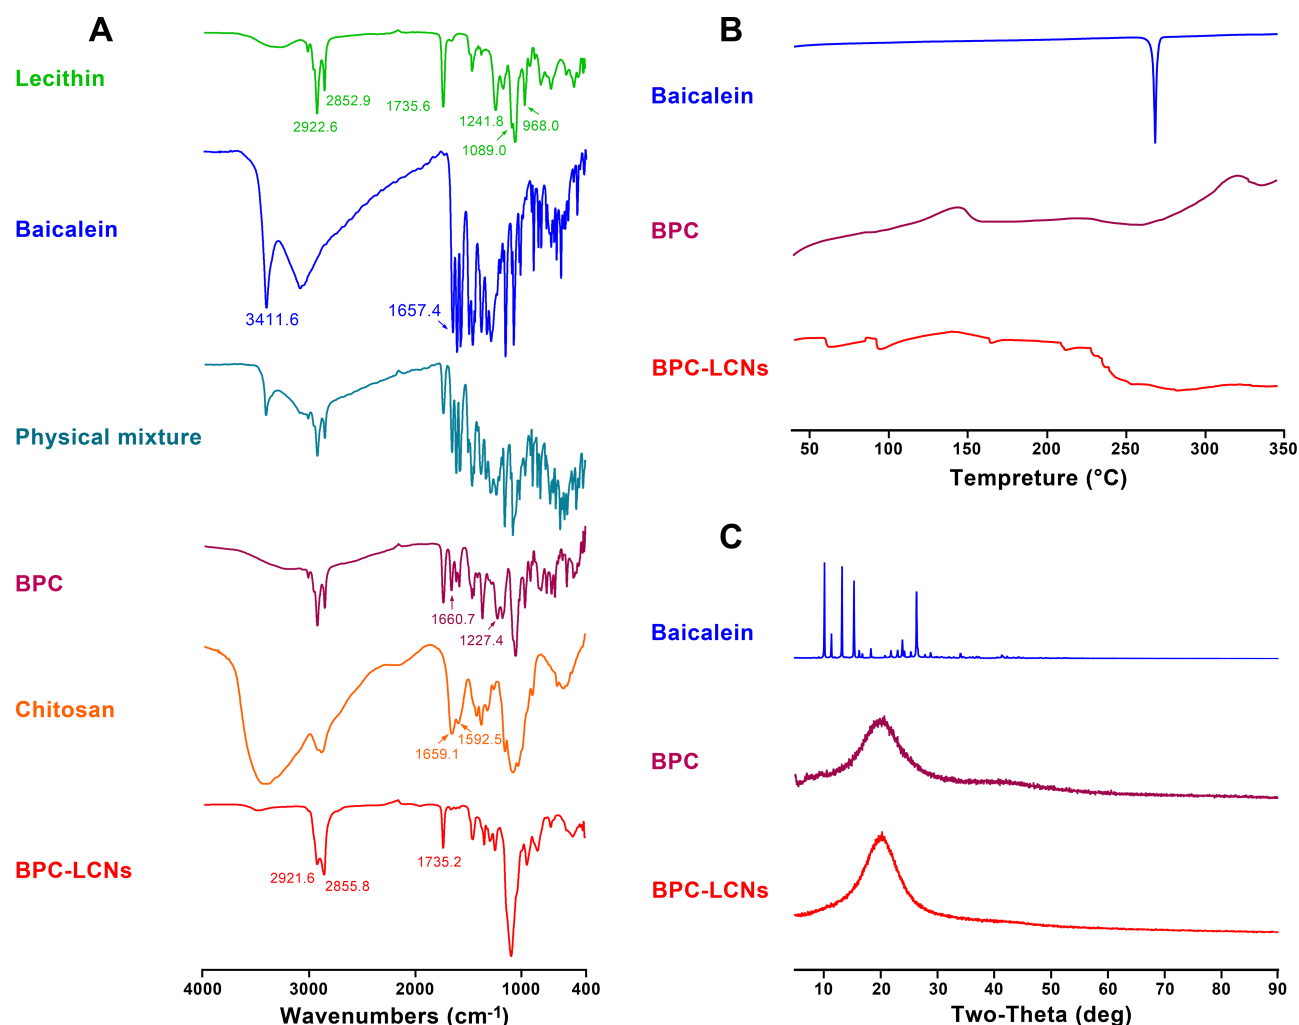 A
Lecithin
2852.9
2922.6
1735.6
1241.8
1089.0
968.0
Baicalein
3411.6
1657.4
Physical mixture
BPC
1660.7
1227.4
Chitosan
1659.1
1592.5
BPC-LCNs
2921.6
2855.8
1735.2
4000 3000 2000 1000 400
Wavenumbers (cm-1)
B
Baicalein
BPC
BPC-LCNs
50 100 150 200 250 300 350
Tempreture (°C)
C
Baicalein
BPC
BPC-LCNs
10 20 30 40 50 60 70 80 90
Two-Theta (deg)